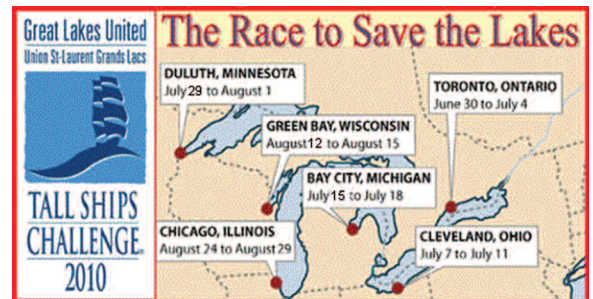 Great Lakes United
Union St-Laurent Grands Lacs
TALL SHIPS
CHALLENGE®
2010
The Race to Save the Lakes
DULUTH, MINNESOTA
July 29 to August 1
TORONTO, ONTARIO
June 30 to July 4
GREEN BAY, WISCONSIN
August 12 to August 15
BAY CITY, MICHIGAN
July 15 to July 18
CHICAGO, ILLINOIS
August 24 to August 29
CLEVELAND, OHIO
July 7 to July 11